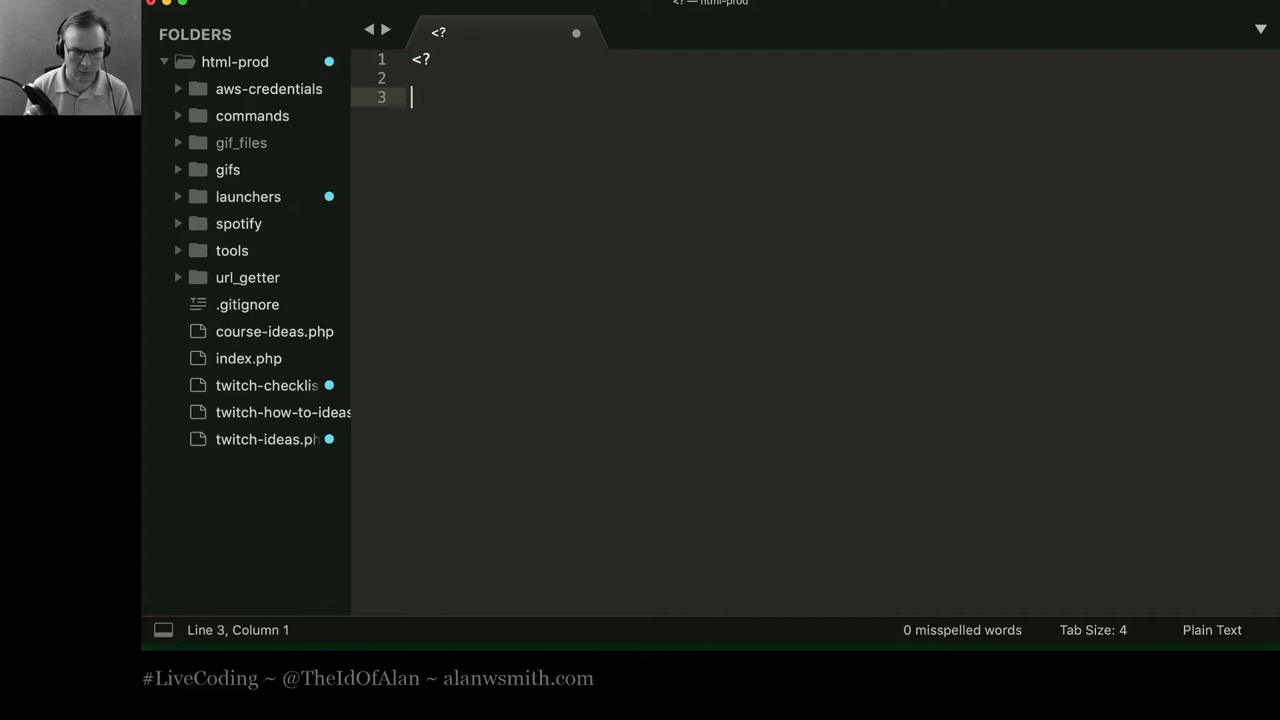 <? — html-prod
FOLDERS
<?
html-prod
aws-credentials
commands
gif_files
gifs
launchers
spotify
tools
url_getter
.gitignore
course-ideas.php
index.php
twitch-checklis
twitch-how-to-ideas
twitch-ideas.ph
1 <?
2
3
Line 3, Column 1
0 misspelled words
Tab Size: 4
Plain Text
#LiveCoding ~ @TheIdOfAlan ~ alanwsmith.com